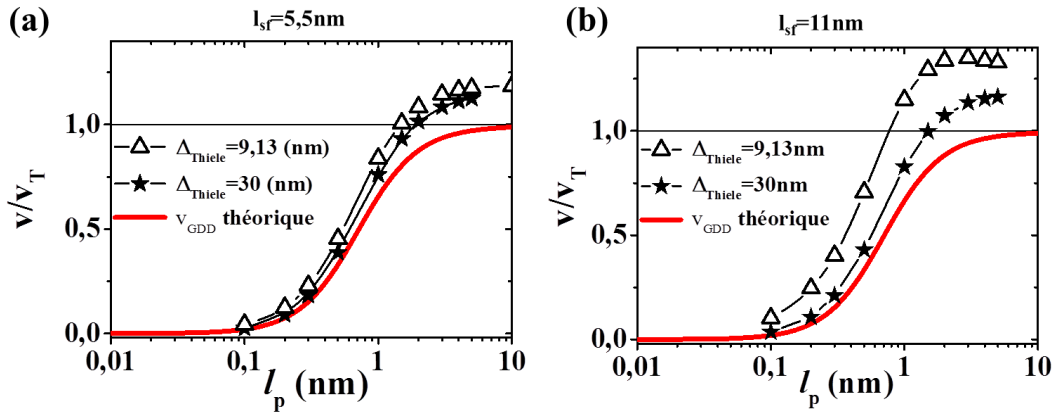 (a)
l_sf=5,5nm
v/v_T
1,0
0,5
0,0
Δ_Thiele=9,13 (nm)
Δ_Thiele=30 (nm)
v_GDD théorique
0,01 0,1 1 10
l_p (nm)
(b)
l_sf=11nm
v/v_T
1,0
0,5
0,0
Δ_Thiele=9,13nm
Δ_Thiele=30nm
v_GDD théorique
0,01 0,1 1 10
l_p (nm)